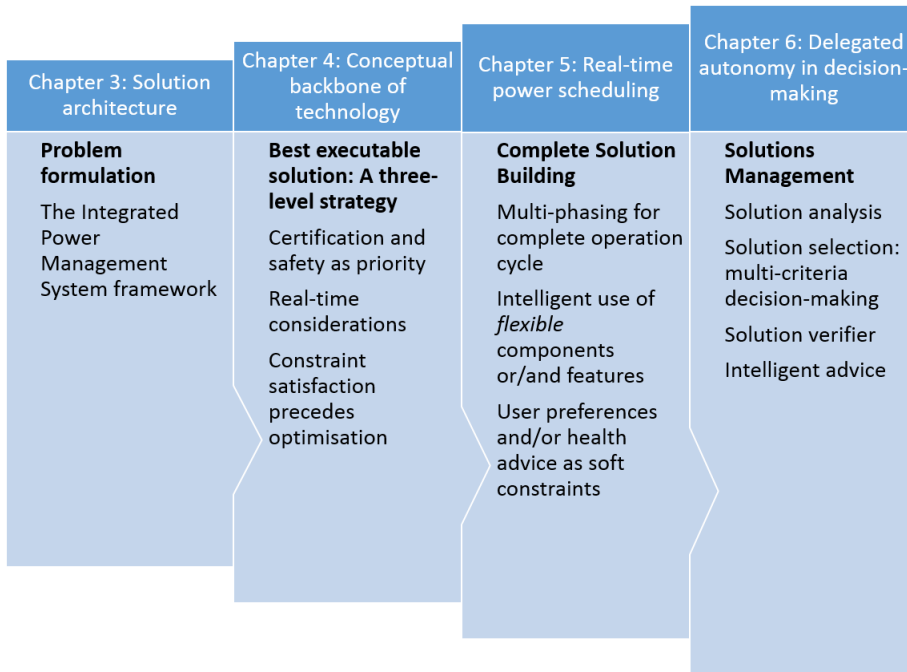 Chapter 3: Solution
architecture
Problem
formulation
The Integrated
Power
Management
System framework
Chapter 4: Conceptual
backbone of
technology
Best executable
solution: A three-
level strategy
Certification and
safety as priority
Real-time
considerations
Constraint
satisfaction
precedes
optimisation
Chapter 5: Real-time
power scheduling
Complete Solution
Building
Multi-phasing for
complete operation
cycle
Intelligent use of
flexible
components
or/and features
User preferences
and/or health
advice as soft
constraints
Chapter 6: Delegated
autonomy in decision-
making
Solutions
Management
Solution analysis
Solution selection:
multi-criteria
decision-making
Solution verifier
Intelligent advice